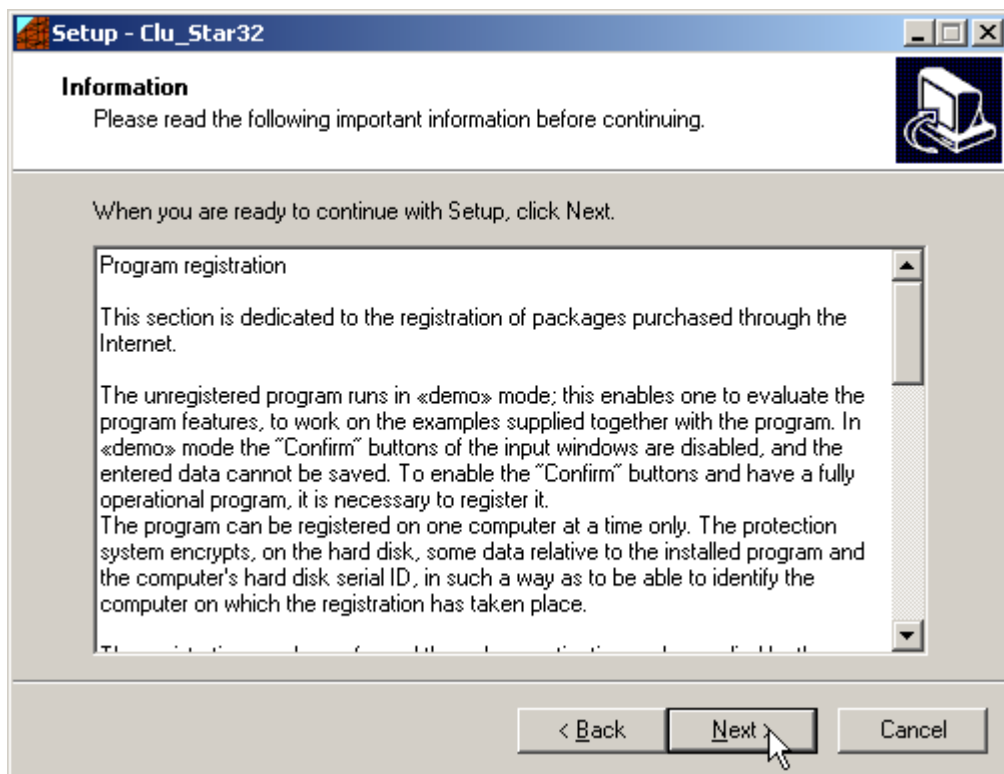 Setup - Clu_Star32
Information
Please read the following important information before continuing.
When you are ready to continue with Setup, click Next.
Program registration
This section is dedicated to the registration of packages purchased through the
Internet.
The unregistered program runs in «demo» mode; this enables one to evaluate the
program features, to work on the examples supplied together with the program. In
«demo» mode the "Confirm" buttons of the input windows are disabled, and the
entered data cannot be saved. To enable the "Confirm" buttons and have a fully
operational program, it is necessary to register it.
The program can be registered on one computer at a time only. The protection
system encrypts, on the hard disk, some data relative to the installed program and
the computer's hard disk serial ID, in such a way as to be able to identify the
computer on which the registration has taken place.
< Back
Next >
Cancel